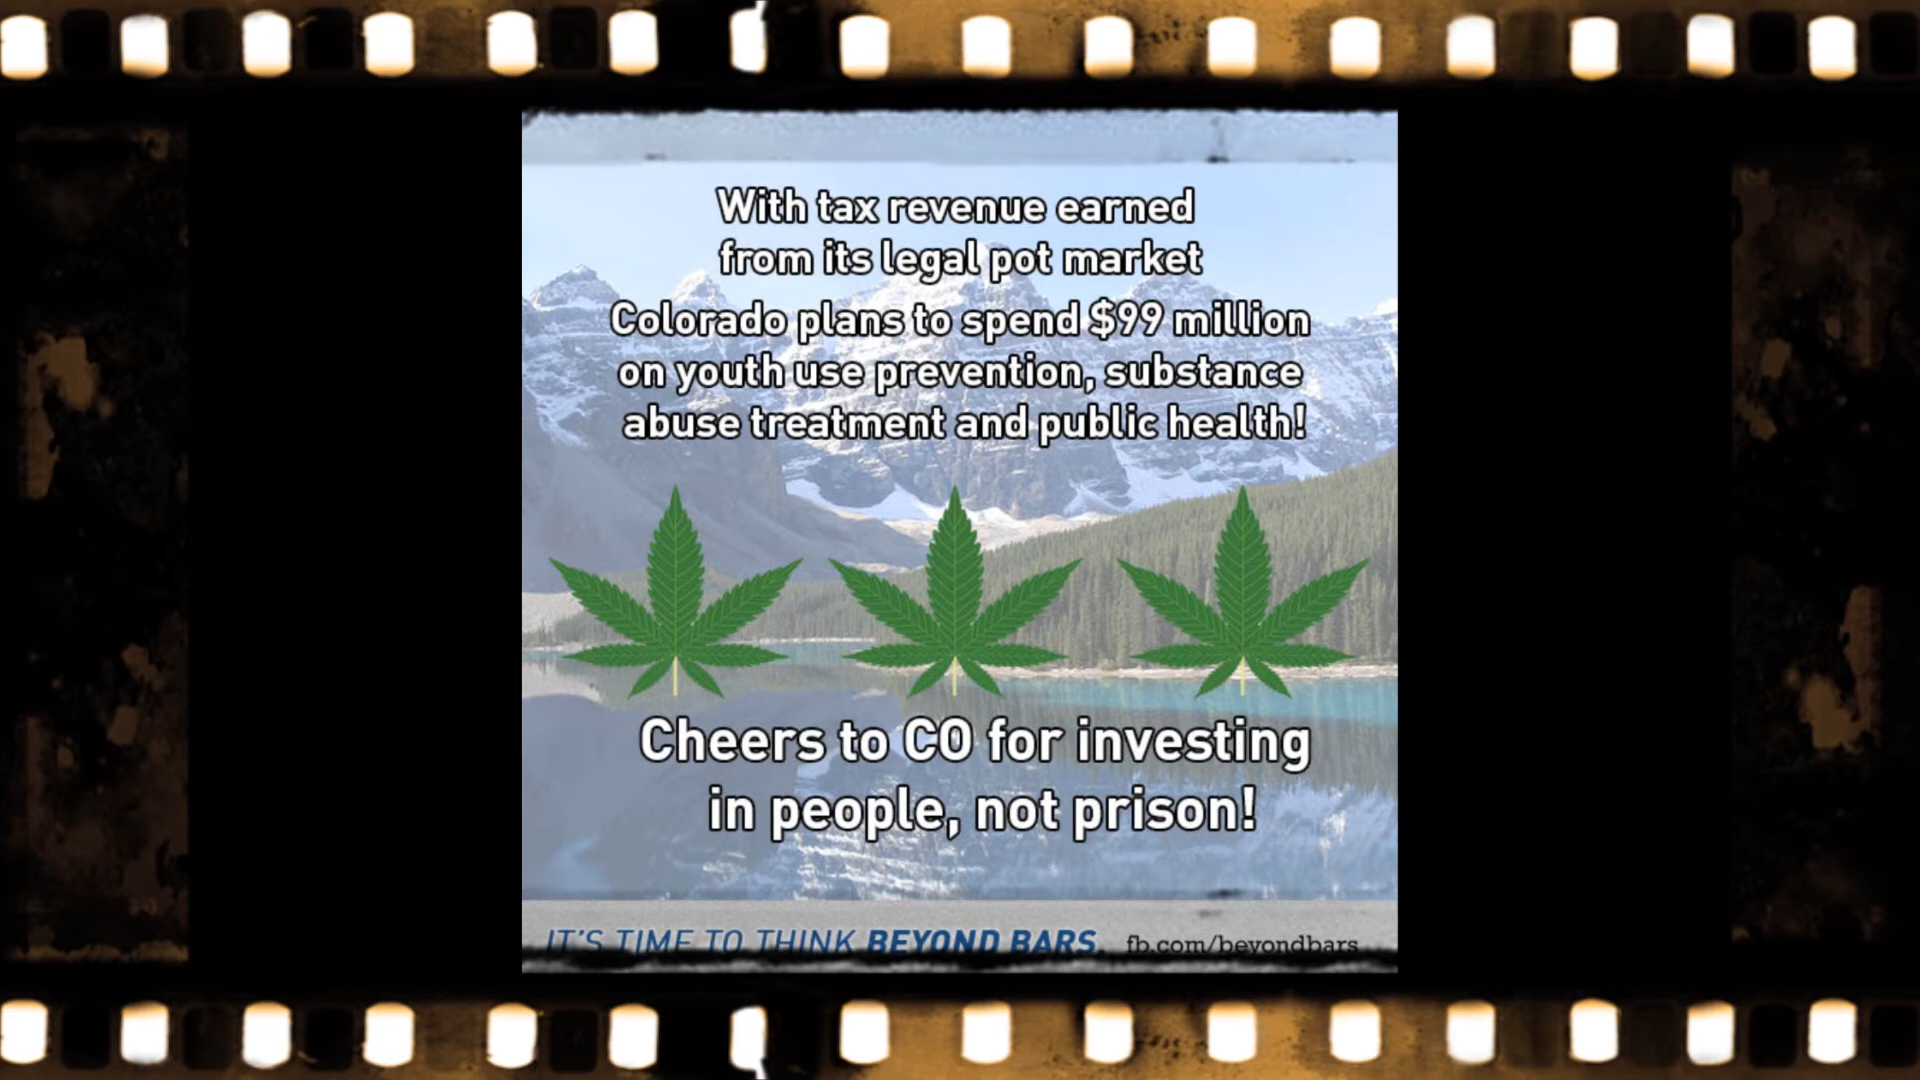 With tax revenue earned
from its legal pot market
Colorado plans to spend $99 million
on youth use prevention, substance
abuse treatment and public health!
Cheers to CO for investing
in people, not prison!
IT'S TIME TO THINK BEYOND BARS. fb.com/beyondbars